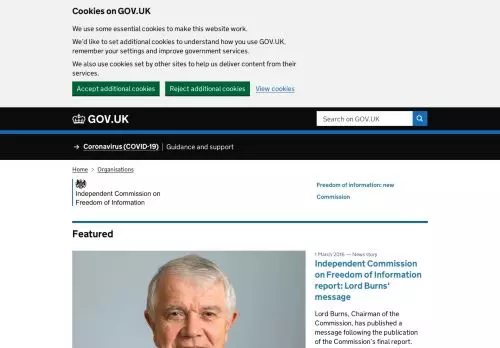 Cookies on GOV.UK
We use some essential cookies to make this website work.
We'd like to set additional cookies to understand how you use GOV.UK,
remember your settings and improve government services.
We also use cookies set by other sites to help us deliver content from their
services.
Accept additional cookies
Reject additional cookies
View cookies
GOV.UK
Search on GOV.UK
→ Coronavirus (COVID-19) | Guidance and support
Home > Organisations
Independent Commission on
Freedom of Information
Freedom of information: new
Commission
Featured
1 March 2016 — News story
Independent Commission
on Freedom of Information
report: Lord Burns'
message
Lord Burns, Chairman of the
Commission, has published a
message following the publication
of the Commission's final report.